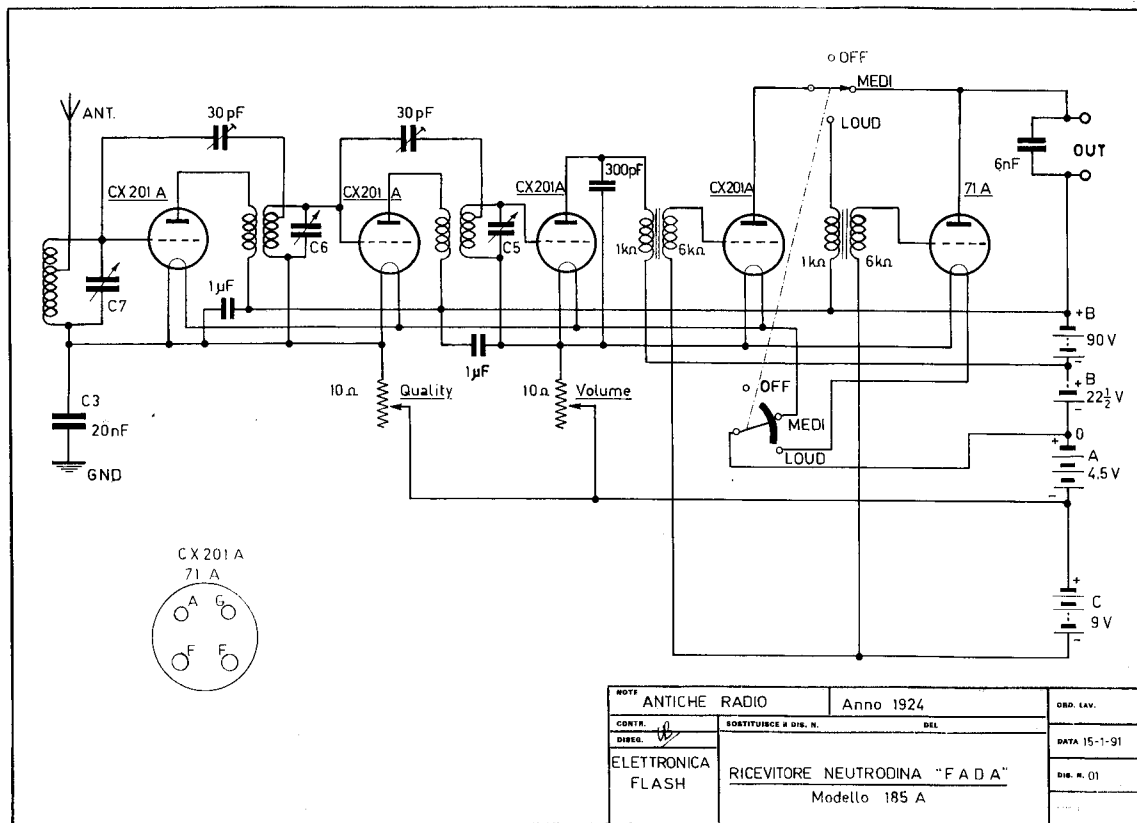 OFF
MEDI
ANT.
30 pF
30 pF
LOUD
300pF
6nF
OUT
CX 201 A
CX201 A
CX201A
CX201A
71 A
C6
C5
1kΩ
6kΩ
1kΩ
6kΩ
C7
1µF
+B
90 V
-
1µF
10Ω
Quality
10Ω
Volume
OFF
+
B
22½ V
-
MEDI
C3
20nF
LOUD
+
0
A
4.5 V
-
GND
CX 201 A
71 A
A
G
F
F
+
C
9 V
-
NOTE
ANTICHE RADIO
Anno 1924
ORD. LAV.
CONTR.
SOSTITUISCE il DIS. N.
DEL
DISEG.
DATA 15-1-91
ELETTRONICA
FLASH
RICEVITORE NEUTRODINA "FADA"
Modello 185 A
DIS. N. 01